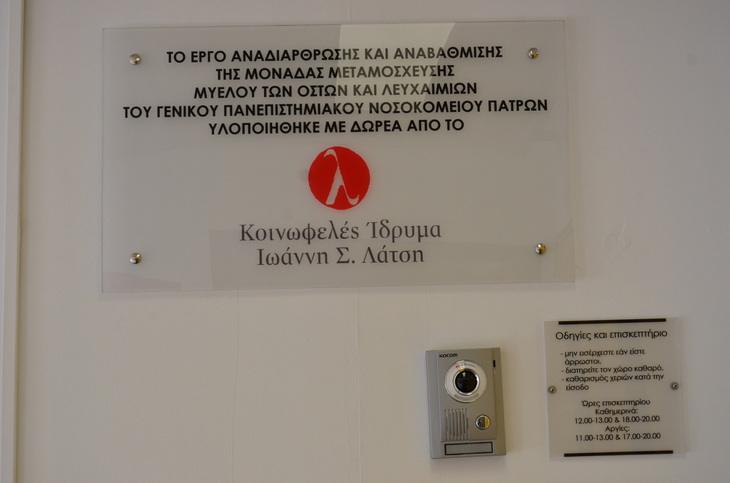 ΤΟ ΕΡΓΟ ΑΝΑΔΙΑΡΘΡΩΣΗΣ ΚΑΙ ΑΝΑΒΑΘΜΙΣΗΣ
ΤΗΣ ΜΟΝΑΔΑΣ ΜΕΤΑΜΟΣΧΕΥΣΗΣ
ΜΥΕΛΟΥ ΤΩΝ ΟΣΤΩΝ ΚΑΙ ΛΕΥΧΑΙΜΙΩΝ
ΤΟΥ ΓΕΝΙΚΟΥ ΠΑΝΕΠΙΣΤΗΜΙΑΚΟΥ ΝΟΣΟΚΟΜΕΙΟΥ ΠΑΤΡΩΝ
ΥΛΟΠΟΙΗΘΗΚΕ ΜΕ ΔΩΡΕΑ ΑΠΟ ΤΟ
λ
Κοινωφελές Ίδρυμα
Ιωάννη Σ. Λάτση
KOCOM
Οδηγίες και επισκεπτήριο
- μην εισέρχεστε εάν είστε
άρρωστοι,
- διατηρείτε τον χώρο καθαρό,
- καθαρισμός χεριών κατά την
είσοδο
Ώρες επισκεπτηρίου
Καθημερινά:
12.00-13.00 & 18.00-20.00
Αργίες:
11.00-13.00 & 17.00-20.00